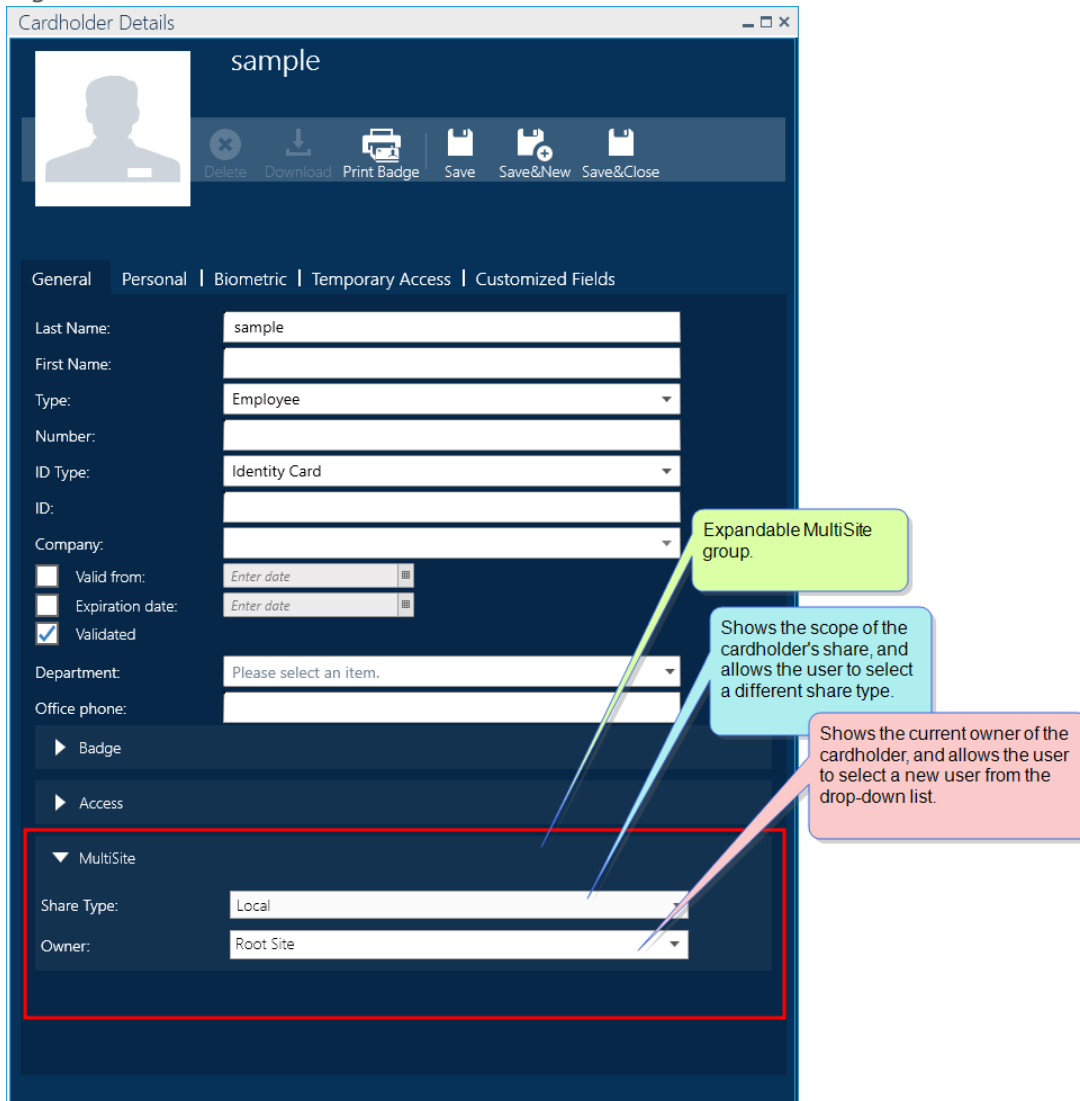 Cardholder Details
sample
Delete Download Print Badge Save Save&New Save&Close
General Personal | Biometric | Temporary Access | Customized Fields
Last Name: sample
First Name:
Type: Employee
Number:
ID Type: Identity Card
ID:
Company:
Valid from: Enter date
Expiration date: Enter date
Validated
Department: Please select an item.
Office phone:
Badge
Access
MultiSite
Share Type: Local
Owner: Root Site
Expandable MultiSite
group.
Shows the scope of the
cardholder's share, and
allows the user to select
a different share type.
Shows the current owner of the
cardholder, and allows the user
to select a new user from the
drop-down list.